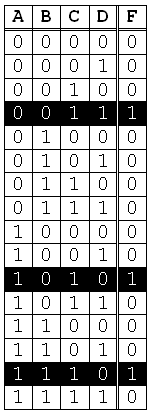 A B C D F
0 0 0 0 0
0 0 0 1 0
0 0 1 0 0
0 0 1 1 1
0 1 0 0 0
0 1 0 1 0
0 1 1 0 0
0 1 1 1 0
1 0 0 0 0
1 0 0 1 0
1 0 1 0 1
1 0 1 1 0
1 1 0 0 0
1 1 0 1 0
1 1 1 0 1
1 1 1 1 0